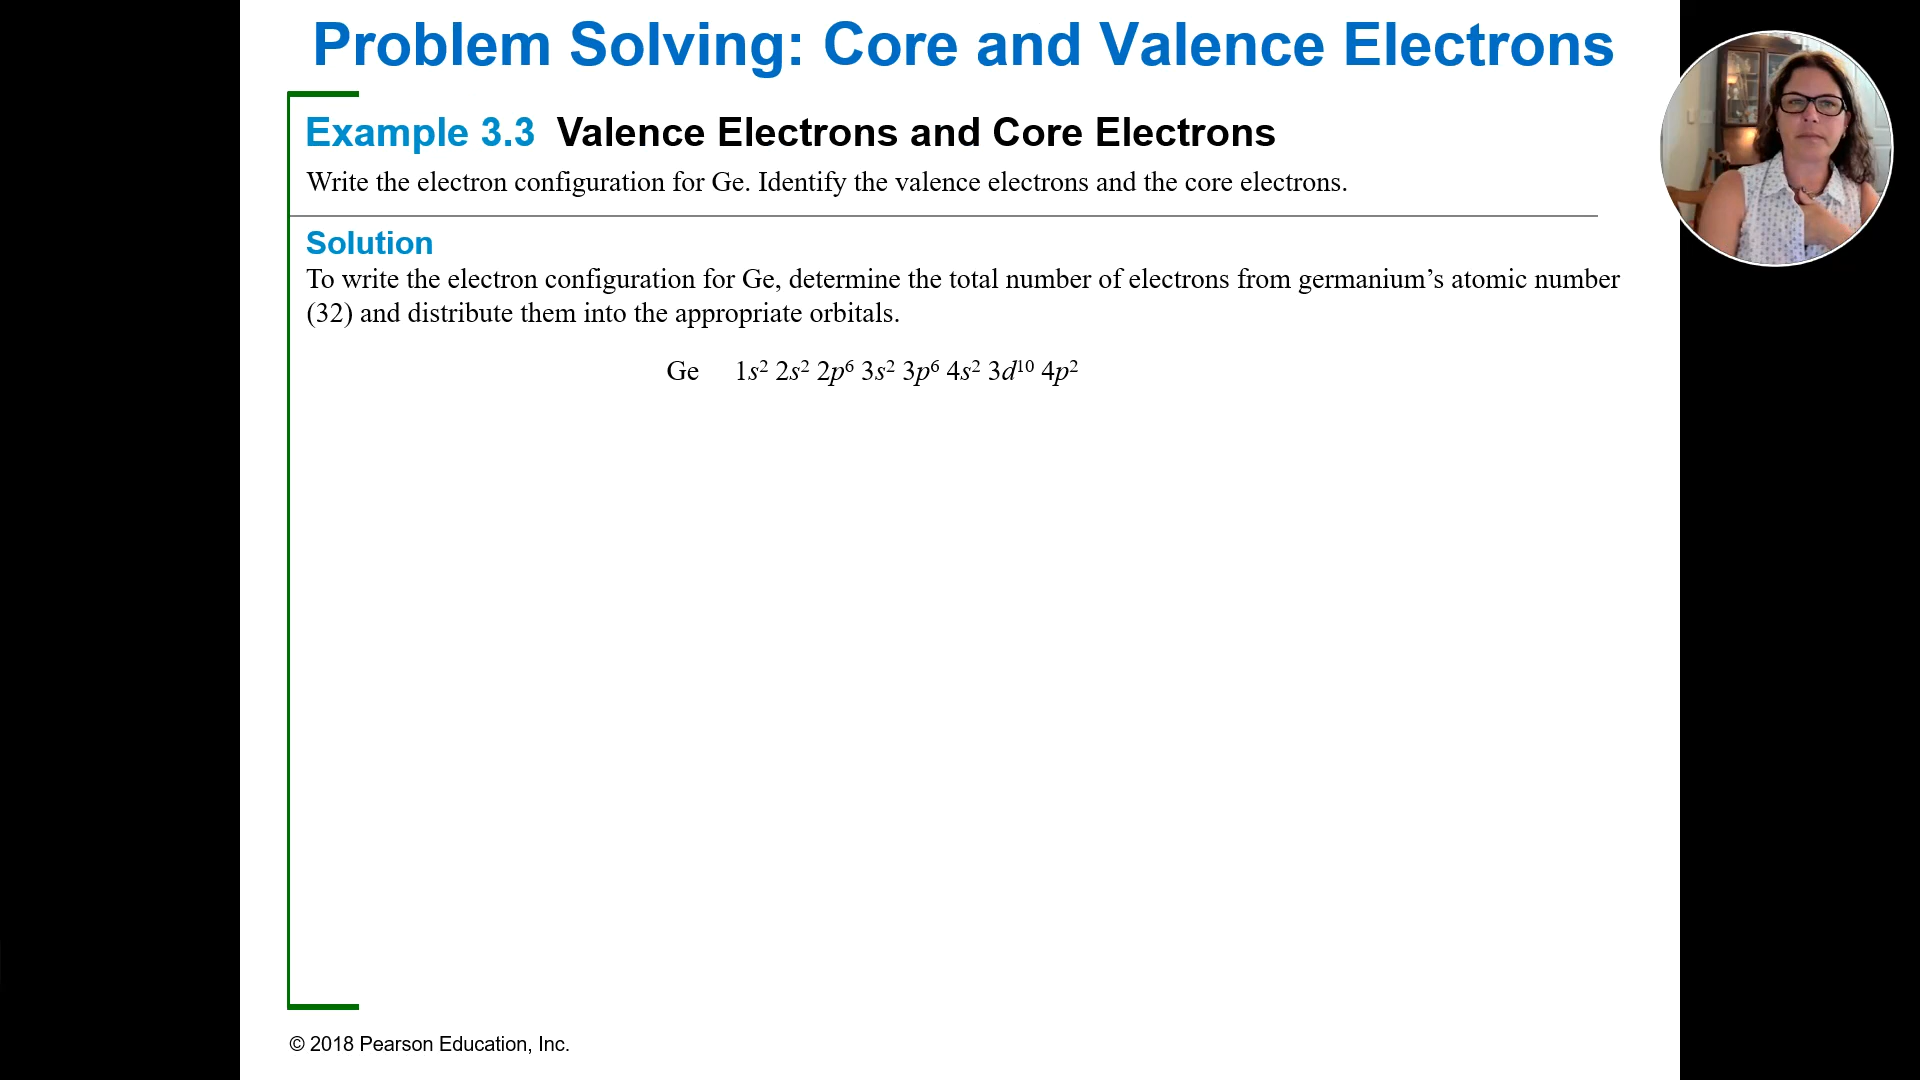 Problem Solving: Core and Valence Electrons
Example 3.3 Valence Electrons and Core Electrons
Write the electron configuration for Ge. Identify the valence electrons and the core electrons.
Solution
To write the electron configuration for Ge, determine the total number of electrons from germanium’s atomic number
(32) and distribute them into the appropriate orbitals.
Ge 1s² 2s² 2p⁶ 3s² 3p⁶ 4s² 3d¹⁰ 4p²
© 2018 Pearson Education, Inc.